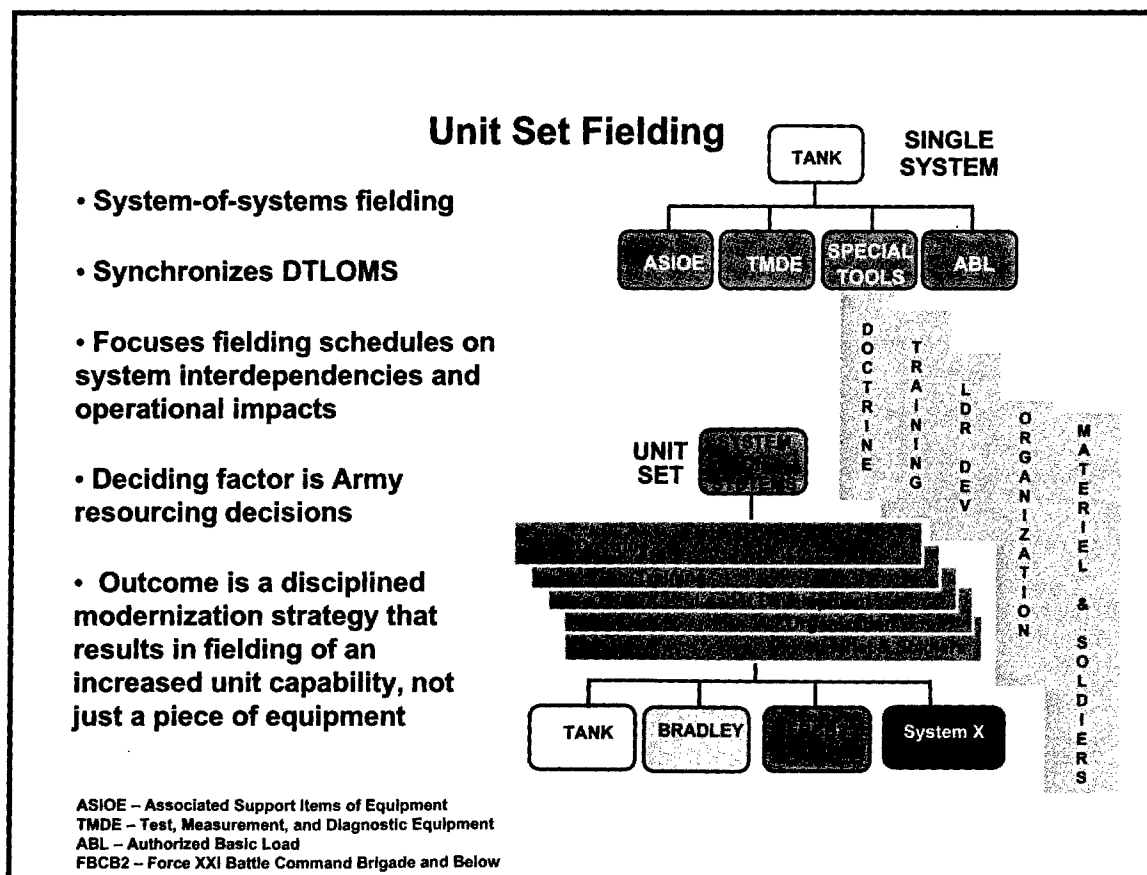 Unit Set Fielding
• System-of-systems fielding
• Synchronizes DTLOMS
• Focuses fielding schedules on
system interdependencies and
operational impacts
• Deciding factor is Army
resourcing decisions
• Outcome is a disciplined
modernization strategy that
results in fielding of an
increased unit capability, not
just a piece of equipment
TANK
SINGLE
SYSTEM
ASIOE
TMDE
SPECIAL
TOOLS
ABL
DOCTRINE
TRAINING
LDR DEV
ORGANIZATION
MATERIEL & SOLDIERS
UNIT
SET
SYSTEM
SYSTEMS
TANK
BRADLEY
System X
ASIOE – Associated Support Items of Equipment
TMDE – Test, Measurement, and Diagnostic Equipment
ABL – Authorized Basic Load
FBCB2 – Force XXI Battle Command Brigade and Below